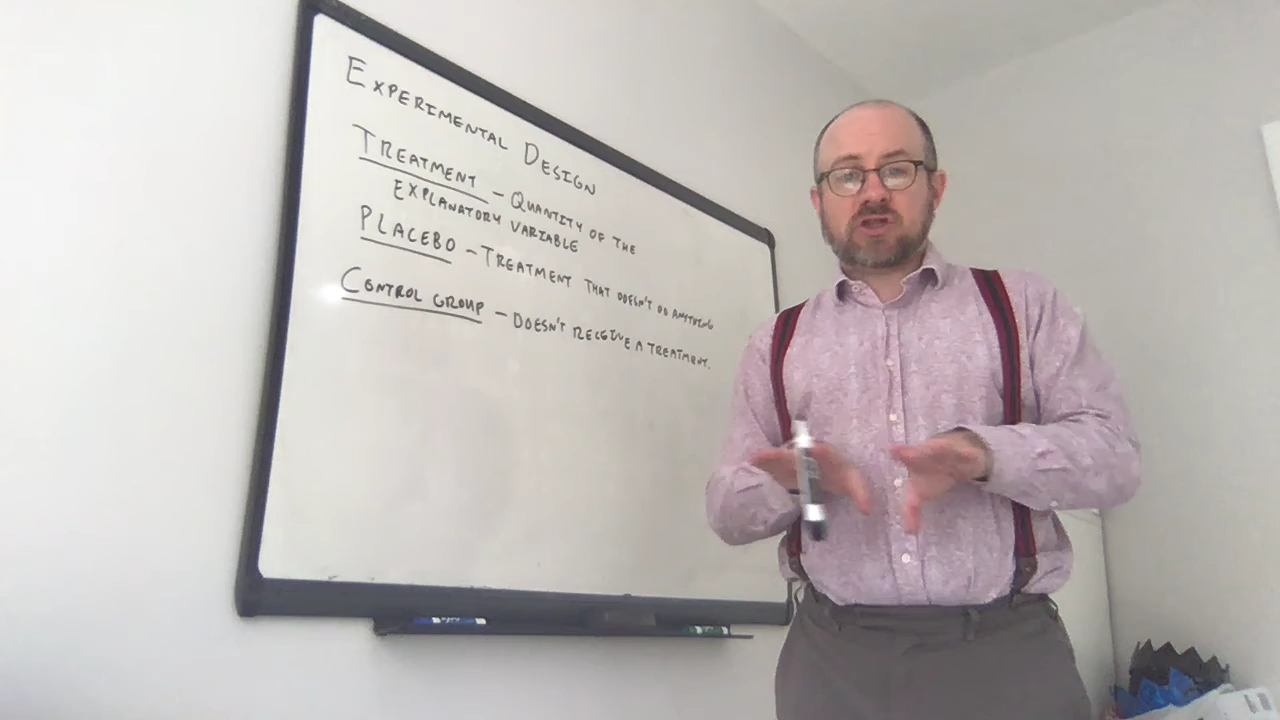 EXPERIMENTAL DESIGN
TREATMENT - QUANTITY OF THE
EXPLANATORY VARIABLE
PLACEBO - TREATMENT THAT DOESN'T DO ANYTHING
CONTROL GROUP - DOESN'T RECEIVE A TREATMENT.